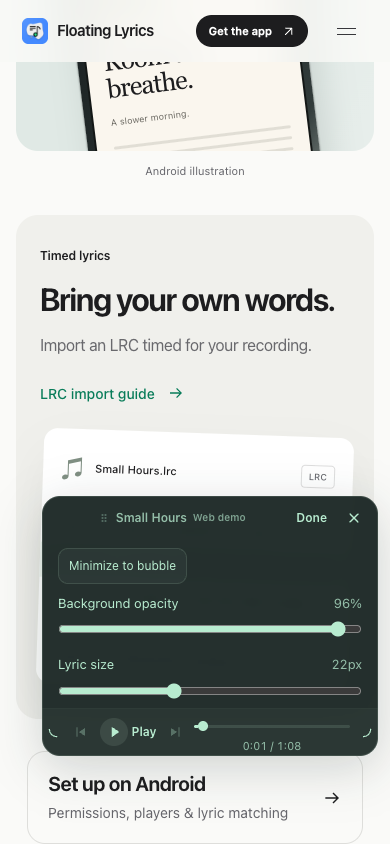 Floating Lyrics
Get the app
breathe.
A slower morning.
Android illustration
Timed lyrics
Bring your own words.
Import an LRC timed for your recording.
LRC import guide
Small Hours.lrc
LRC
Small Hours Web demo
Done
Minimize to bubble
Background opacity
96%
Lyric size
22px
Play
0:01 / 1:08
Set up on Android
Permissions, players & lyric matching